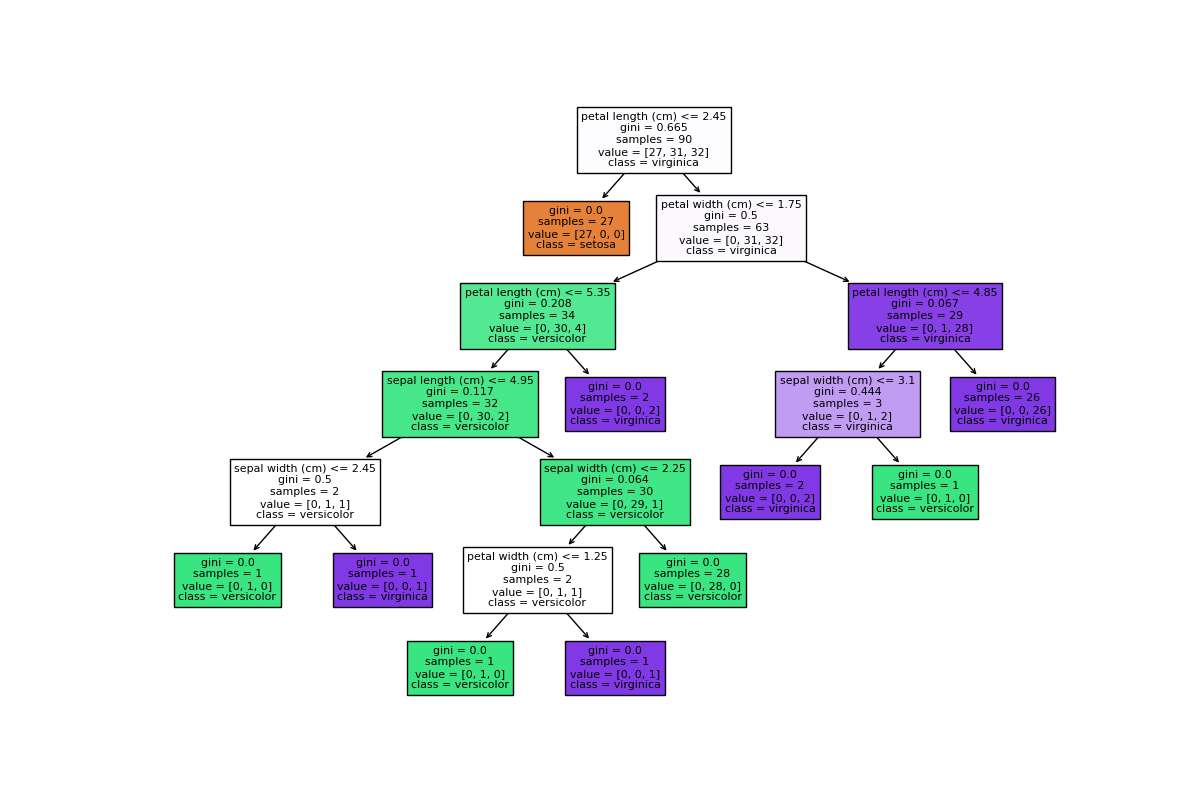 petal length (cm) <= 2.45
gini = 0.665
samples = 90
value = [27, 31, 32]
class = virginica
gini = 0.0
samples = 27
value = [27, 0, 0]
class = setosa
petal width (cm) <= 1.75
gini = 0.5
samples = 63
value = [0, 31, 32]
class = virginica
petal length (cm) <= 5.35
gini = 0.208
samples = 34
value = [0, 30, 4]
class = versicolor
petal length (cm) <= 4.85
gini = 0.067
samples = 29
value = [0, 1, 28]
class = virginica
sepal length (cm) <= 4.95
gini = 0.117
samples = 32
value = [0, 30, 2]
class = versicolor
gini = 0.0
samples = 2
value = [0, 0, 2]
class = virginica
sepal width (cm) <= 3.1
gini = 0.444
samples = 3
value = [0, 1, 2]
class = virginica
gini = 0.0
samples = 26
value = [0, 0, 26]
class = virginica
sepal width (cm) <= 2.45
gini = 0.5
samples = 2
value = [0, 1, 1]
class = versicolor
sepal width (cm) <= 2.25
gini = 0.064
samples = 30
value = [0, 29, 1]
class = versicolor
gini = 0.0
samples = 2
value = [0, 0, 2]
class = virginica
gini = 0.0
samples = 1
value = [0, 1, 0]
class = versicolor
gini = 0.0
samples = 1
value = [0, 1, 0]
class = versicolor
gini = 0.0
samples = 1
value = [0, 0, 1]
class = virginica
petal width (cm) <= 1.25
gini = 0.5
samples = 2
value = [0, 1, 1]
class = versicolor
gini = 0.0
samples = 28
value = [0, 28, 0]
class = versicolor
gini = 0.0
samples = 1
value = [0, 1, 0]
class = versicolor
gini = 0.0
samples = 1
value = [0, 0, 1]
class = virginica